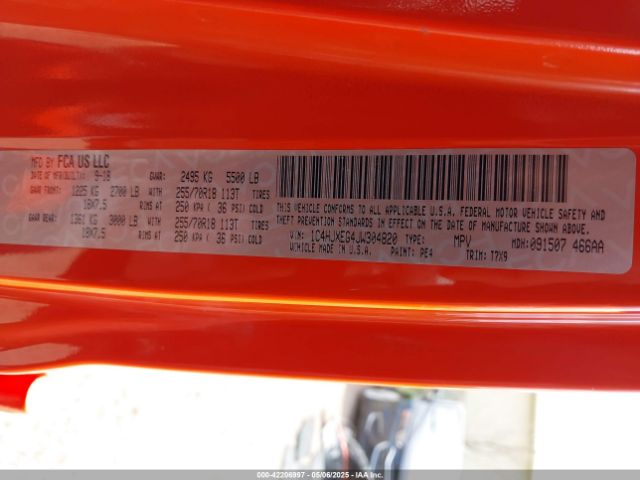 MFD BY FCA US LLC
DATE OF MFR/BUILT: 9-18 GVWR: 2495 KG 5500 LB
GAWR FRONT: 1225 KG 2700 LB WITH 255/70R18 113T TIRES
18X7.5 RIMS AT 250 KPA ( 36 PSI) COLD
GAWR REAR: 1361 KG 3000 LB WITH 255/70R18 113T TIRES
18X7.5 RIMS AT 250 KPA ( 36 PSI) COLD
THIS VEHICLE CONFORMS TO ALL APPLICABLE U.S.A. FEDERAL MOTOR VEHICLE SAFETY AND
THEFT PREVENTION STANDARDS IN EFFECT ON THE DATE OF MANUFACTURE SHOWN ABOVE.
VIN: 1C4HJXEG4JW304820 TYPE: MPV MDH: 091507 466AA
VEHICLE MADE IN U.S.A. PAINT: PE4 TRIM: T7X9
000-42206997 - 05/06/2025 - IAA Inc.